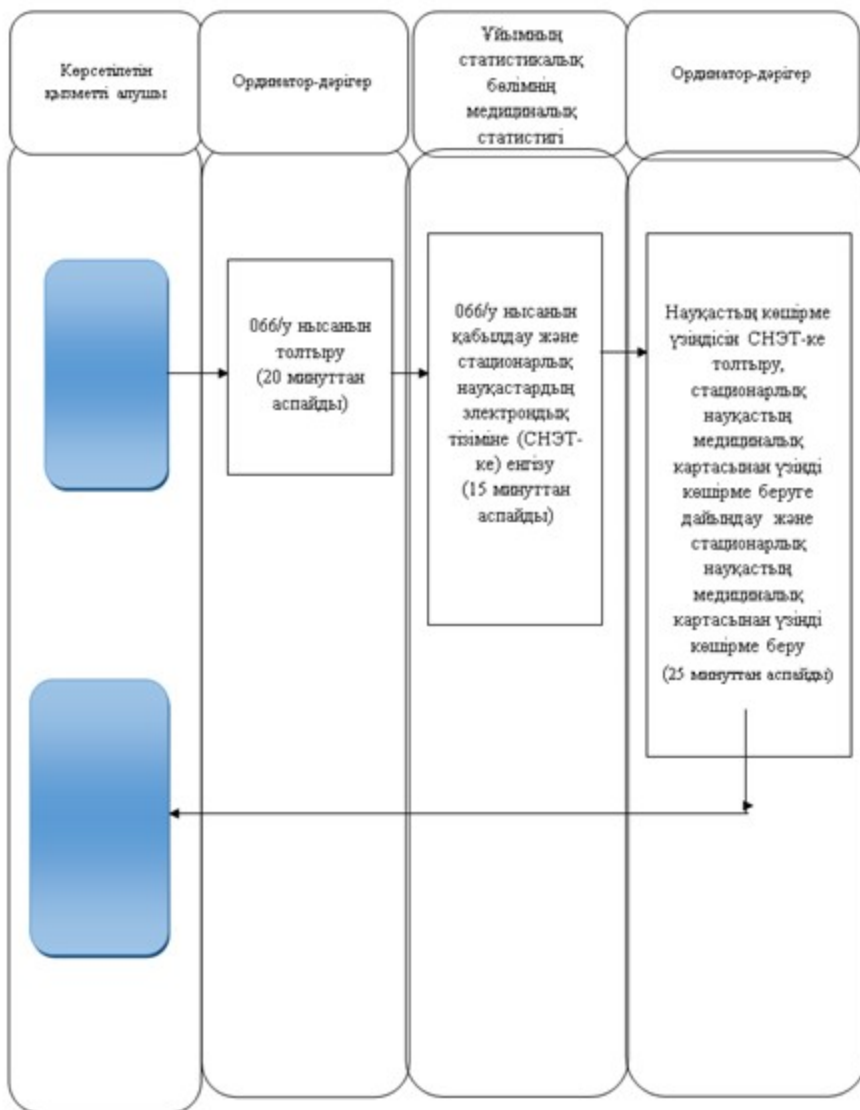 Көрсетілетін
қызметті алушы
Ординатор-дәрігер
Ұйымның
статистикалық
бөлімнің
медициналық
статистигі
Ординатор-дәрігер
066/у нысанын
толтыру
(20 минуттан
аспайды)
066/у нысанын
қабылдау және
стационарлық
науқастардың
электрондық
тізіміне (СНЭТ-
ке) енгізу
(15 минуттан
аспайды)
Науқастың көшірме
үзіндісін СНЭТ-ке
толтыру,
стационарлық
науқастың
медициналық
картасынан үзінді
көшірме беруге
дайындау және
стационарлық
науқастың
медициналық
картасынан үзінді
көшірме беру
(25 минуттан аспайды)